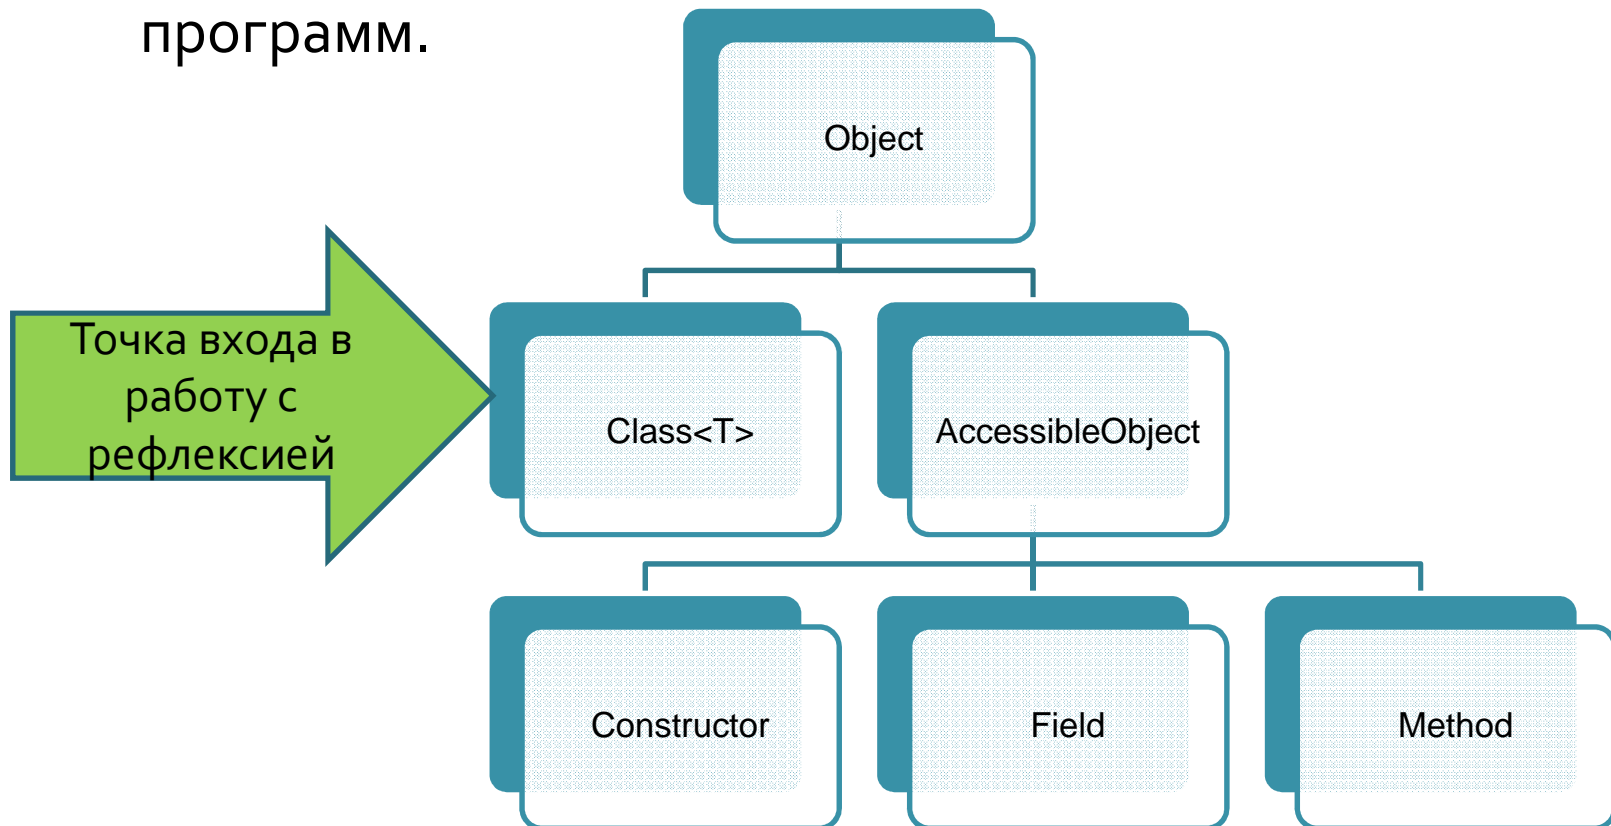 программ.
Object
Точка входа в
работу с
рефлексией
Class<T>
AccessibleObject
Constructor
Field
Method